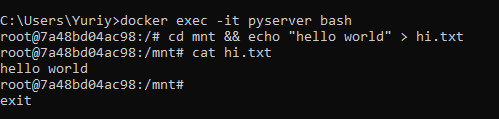 C:\Users\Yuriy>docker exec -it pyserver bash
root@7a48bd04ac98:/# cd mnt && echo "hello world" > hi.txt
root@7a48bd04ac98:/mnt# cat hi.txt
hello world
root@7a48bd04ac98:/mnt#
exit